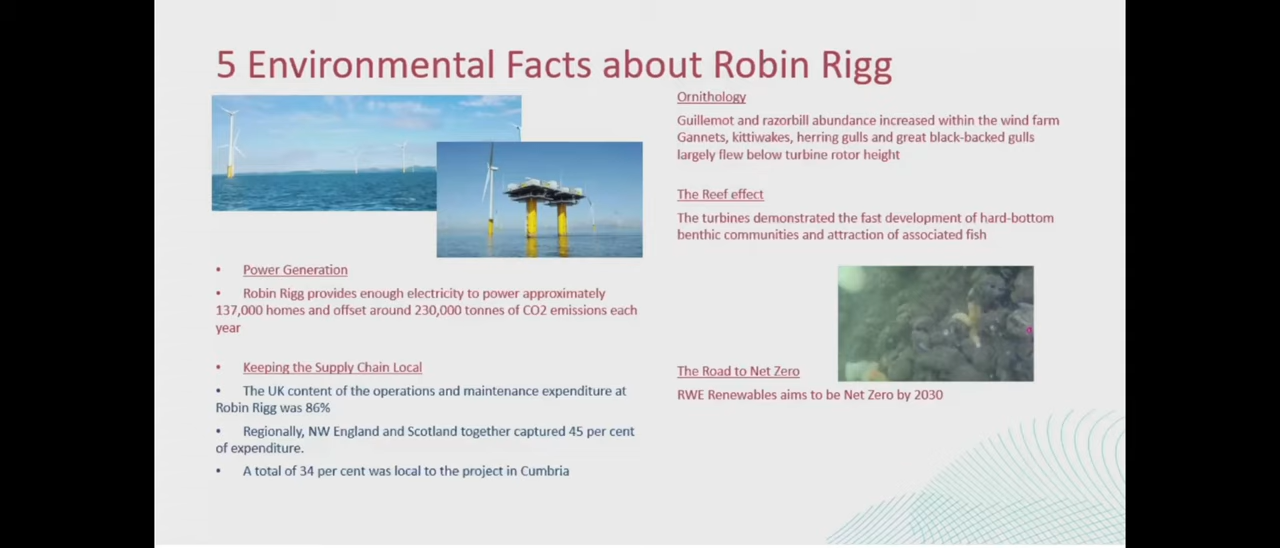 5 Environmental Facts about Robin Rigg
• Power Generation
• Robin Rigg provides enough electricity to power approximately
137,000 homes and offset around 230,000 tonnes of CO2 emissions each
year
• Keeping the Supply Chain Local
• The UK content of the operations and maintenance expenditure at
Robin Rigg was 86%
• Regionally, NW England and Scotland together captured 45 per cent
of expenditure.
• A total of 34 per cent was local to the project in Cumbria
Ornithology
Guillemot and razorbill abundance increased within the wind farm
Gannets, kittiwakes, herring gulls and great black-backed gulls
largely flew below turbine rotor height
The Reef effect
The turbines demonstrated the fast development of hard-bottom
benthic communities and attraction of associated fish
The Road to Net Zero
RWE Renewables aims to be Net Zero by 2030